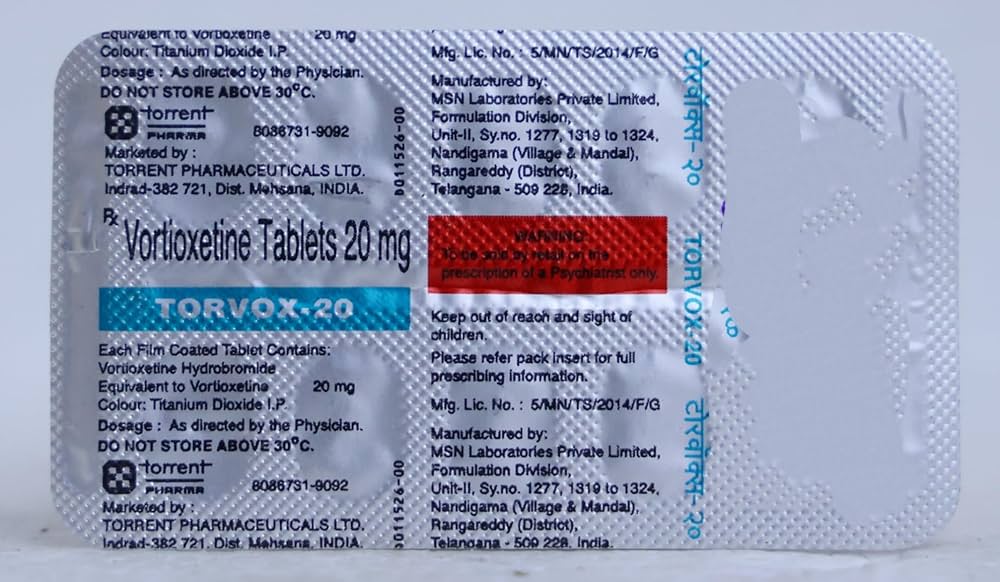 Equivalent to Vortioxetine 20 mg
Colour: Titanium Dioxide I.P.
Dosage : As directed by the Physician.
DO NOT STORE ABOVE 30°C.
torrent
PHARMA 8086731-9092
Marketed by :
TORRENT PHARMACEUTICALS LTD.
Indrad-382 721, Dist. Mehsana, INDIA.
Rx
Vortioxetine Tablets 20 mg
TORVOX-20
Each Film Coated Tablet Contains:
Vortioxetine Hydrobromide
Equivalent to Vortioxetine 20 mg
Colour: Titanium Dioxide I.P.
Dosage : As directed by the Physician.
DO NOT STORE ABOVE 30°C.
torrent
PHARMA 8086731-9092
Marketed by :
TORRENT PHARMACEUTICALS LTD.
Indrad-382 721, Dist. Mehsana, INDIA.
8011526-00
8011526-00
Mfg. Lic. No. : 5/MN/TS/2014/F/G
Manufactured by:
MSN Laboratories Private Limited,
Formulation Division,
Unit-II, Sy.no. 1277, 1319 to 1324,
Nandigama (Village & Mandal),
Rangareddy (District),
Telangana - 509 228, India.
WARNING:
To be sold by retail on the
prescription of a Psychiatrist only.
Keep out of reach and sight of
children.
Please refer pack insert for full
prescribing information.
Mfg. Lic. No. : 5/MN/TS/2014/F/G
Manufactured by:
MSN Laboratories Private Limited,
Formulation Division,
Unit-II, Sy.no. 1277, 1319 to 1324,
Nandigama (Village & Mandal),
Rangareddy (District),
Telangana - 509 228, India.
टोरवॉक्स-२०
TORVOX-20
टोरवॉक्स-२०